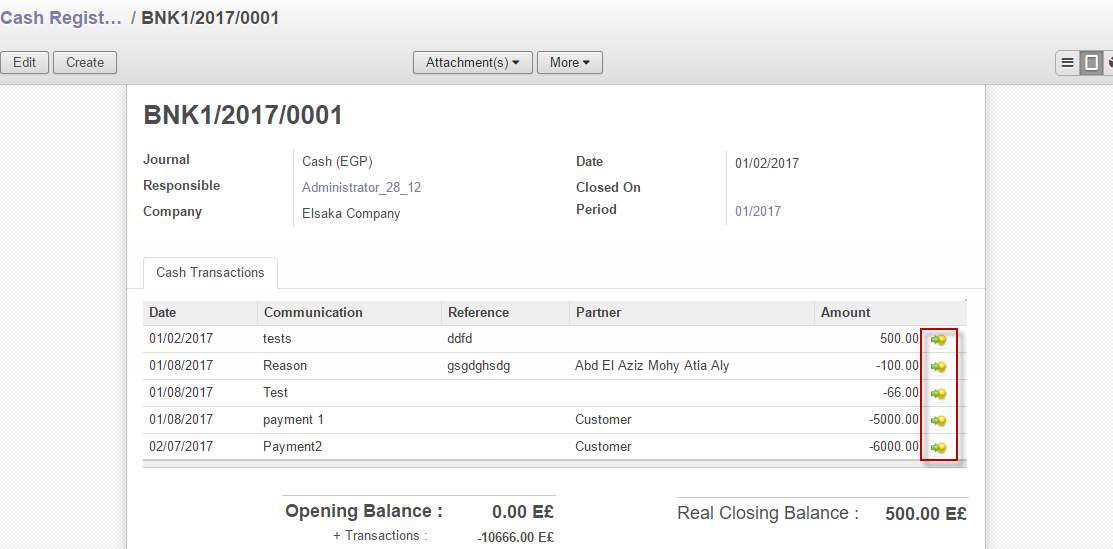 Cash Regist… / BNK1/2017/0001
Edit Create Attachment(s) More
BNK1/2017/0001
Journal Cash (EGP) Date 01/02/2017
Responsible Administrator_28_12 Closed On
Company Elsaka Company Period 01/2017
Cash Transactions
Date Communication Reference Partner Amount
01/02/2017 tests ddfd 500.00
01/08/2017 Reason gsgdghsdg Abd El Aziz Mohy Atia Aly -100.00
01/08/2017 Test -66.00
01/08/2017 payment 1 Customer -5000.00
02/07/2017 Payment2 Customer -6000.00
Opening Balance : 0.00 E£ Real Closing Balance : 500.00 E£
+ Transactions : -10666.00 E£